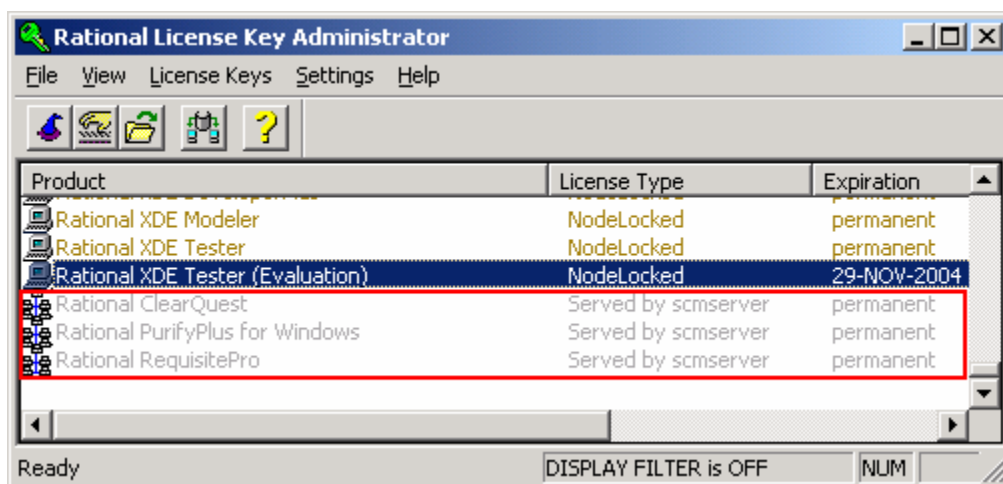 Rational License Key Administrator
File View License Keys Settings Help
Product License Type Expiration
Rational XDE Modeler NodeLocked permanent
Rational XDE Tester NodeLocked permanent
Rational XDE Tester (Evaluation) NodeLocked 29-NOV-2004
Rational ClearQuest Served by scmserver permanent
Rational PurifyPlus for Windows Served by scmserver permanent
Rational RequisitePro Served by scmserver permanent
Ready DISPLAY FILTER is OFF NUM